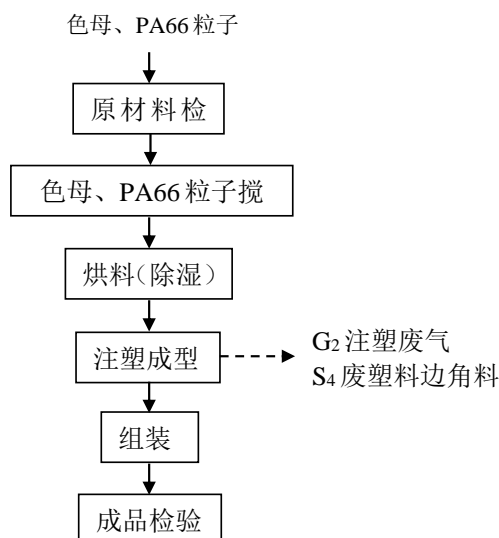 色母、PA66粒子
原材料检
色母、PA66粒子搅
烘料（除湿）
注塑成型
G2注塑废气
S4废塑料边角料
组装
成品检验